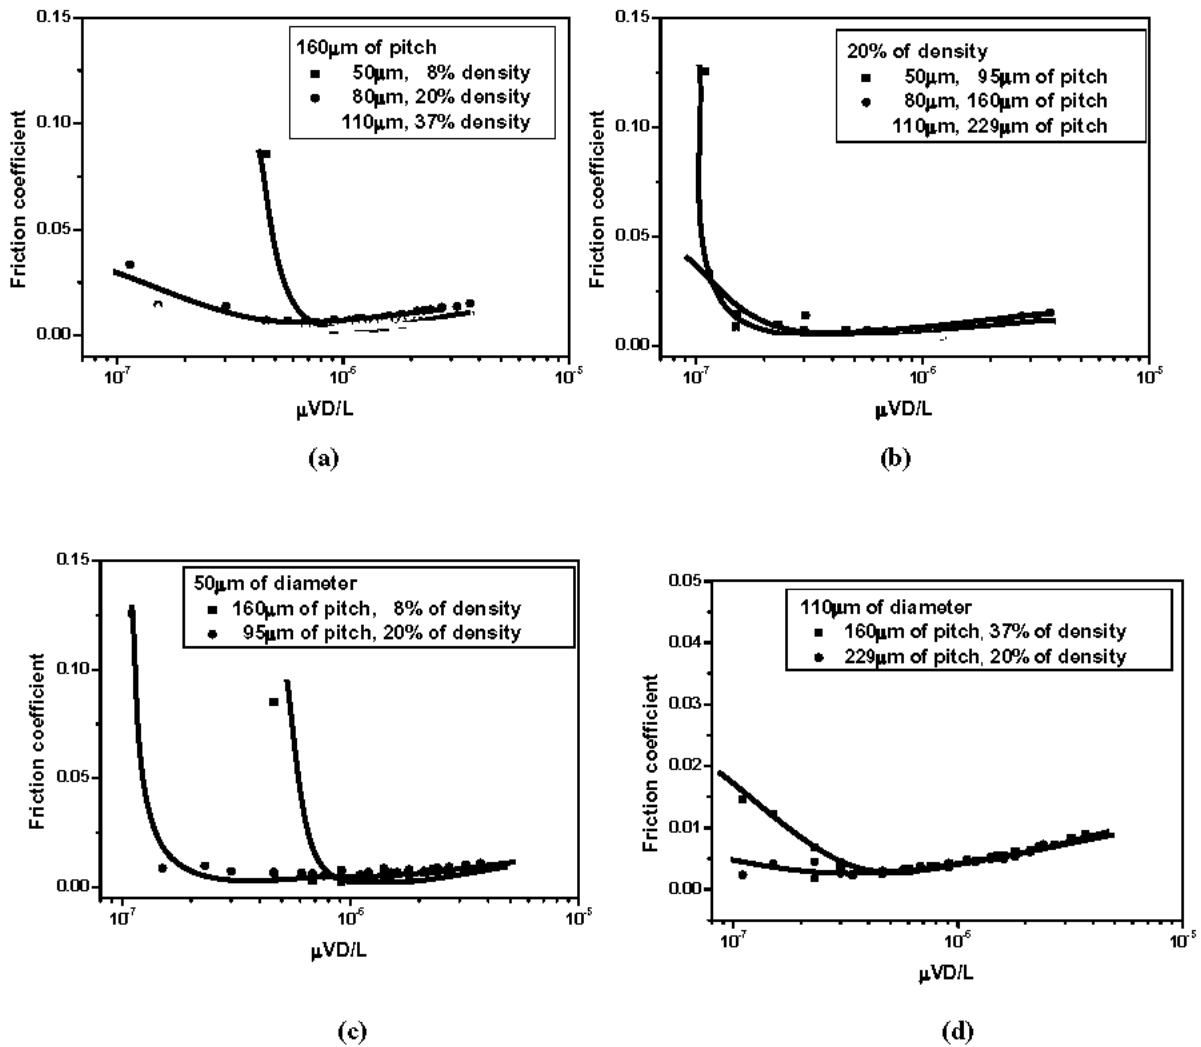 0.15
0.10
0.05
0.00
Friction coefficient
160μm of pitch
50μm, 8% density
80μm, 20% density
110μm, 37% density
10-7
10-6
10-5
μVD/L
(a)
0.15
0.10
0.05
0.00
Friction coefficient
20% of density
50μm, 95μm of pitch
80μm, 160μm of pitch
110μm, 229μm of pitch
10-7
10-6
10-5
μVD/L
(b)
0.15
0.10
0.05
0.00
Friction coefficient
50μm of diameter
160μm of pitch, 8% of density
95μm of pitch, 20% of density
10-7
10-6
10-5
μVD/L
(c)
0.05
0.04
0.03
0.02
0.01
0.00
Friction coefficient
110μm of diameter
160μm of pitch, 37% of density
229μm of pitch, 20% of density
10-7
10-6
10-5
μVD/L
(d)